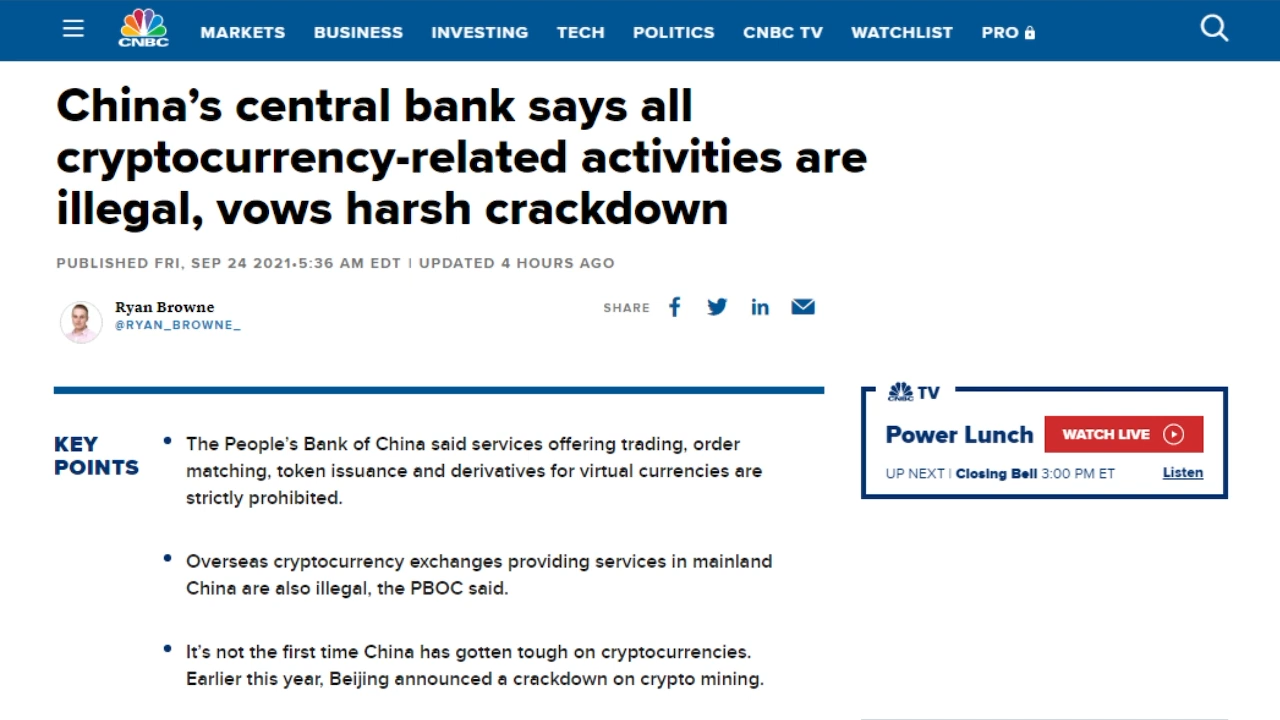 CNBC
MARKETS BUSINESS INVESTING TECH POLITICS CNBC TV WATCHLIST PRO
China’s central bank says all
cryptocurrency-related activities are
illegal, vows harsh crackdown
PUBLISHED FRI, SEP 24 2021•5:36 AM EDT | UPDATED 4 HOURS AGO
Ryan Browne
@RYAN_BROWNE_
SHARE
KEY
POINTS
• The People’s Bank of China said services offering trading, order
matching, token issuance and derivatives for virtual currencies are
strictly prohibited.
• Overseas cryptocurrency exchanges providing services in mainland
China are also illegal, the PBOC said.
• It’s not the first time China has gotten tough on cryptocurrencies.
Earlier this year, Beijing announced a crackdown on crypto mining.
CNBC TV
Power Lunch WATCH LIVE
UP NEXT | Closing Bell 3:00 PM ET Listen